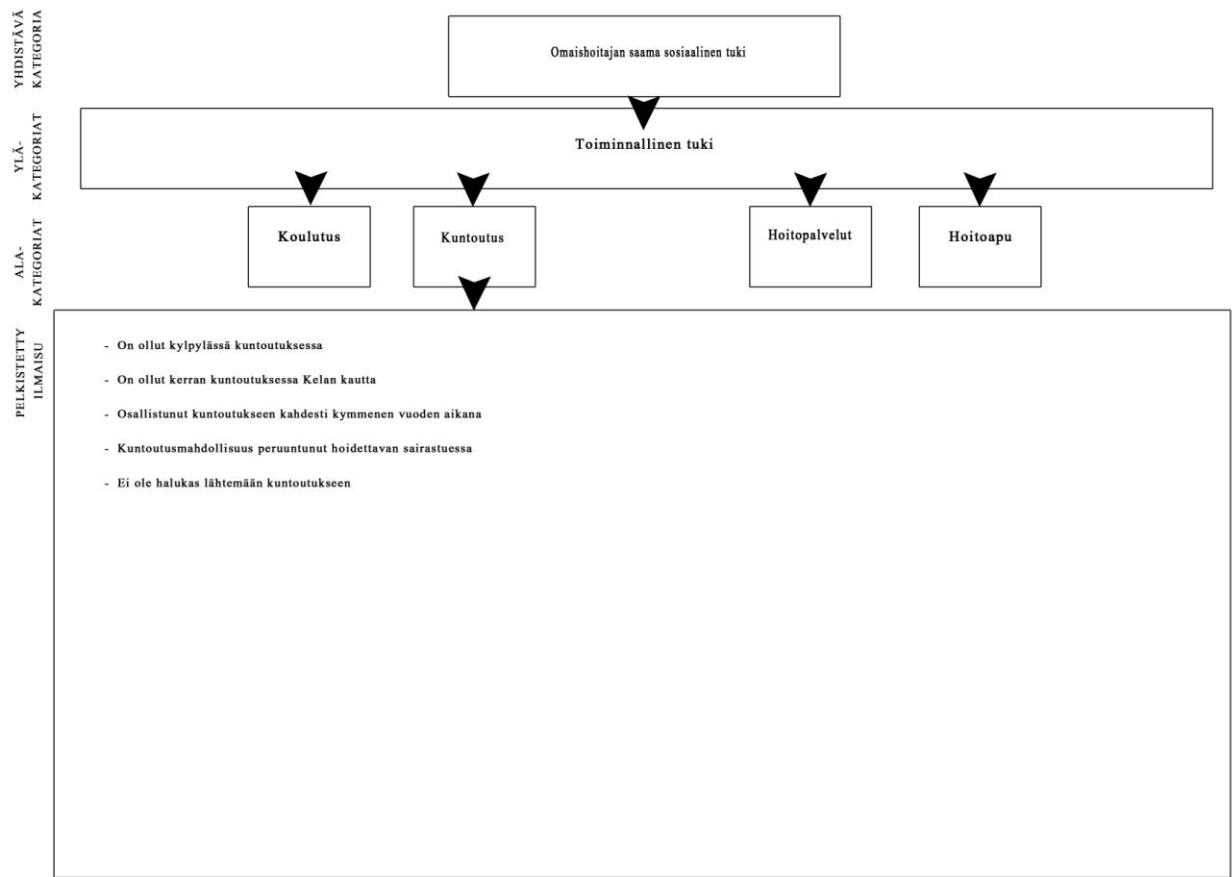 YHDISTÄVÄ
KATEGORIA
Omaishoitajan saama sosiaalinen tuki
YLÄ-
KATEGORIAT
Toiminnallinen tuki
ALA-
KATEGORIAT
Koulutus
Kuntoutus
Hoitopalvelut
Hoitoapu
PELKISTETTY
ILMAISU
- On ollut kylpylässä kuntoutuksessa
- On ollut kerran kuntoutuksessa Kelan kautta
- Osallistunut kuntoutukseen kahdesti kymmenen vuoden aikana
- Kuntoutusmahdollisuus peruuntunut hoidettavan sairastuessa
- Ei ole halukas lähtemään kuntoutukseen